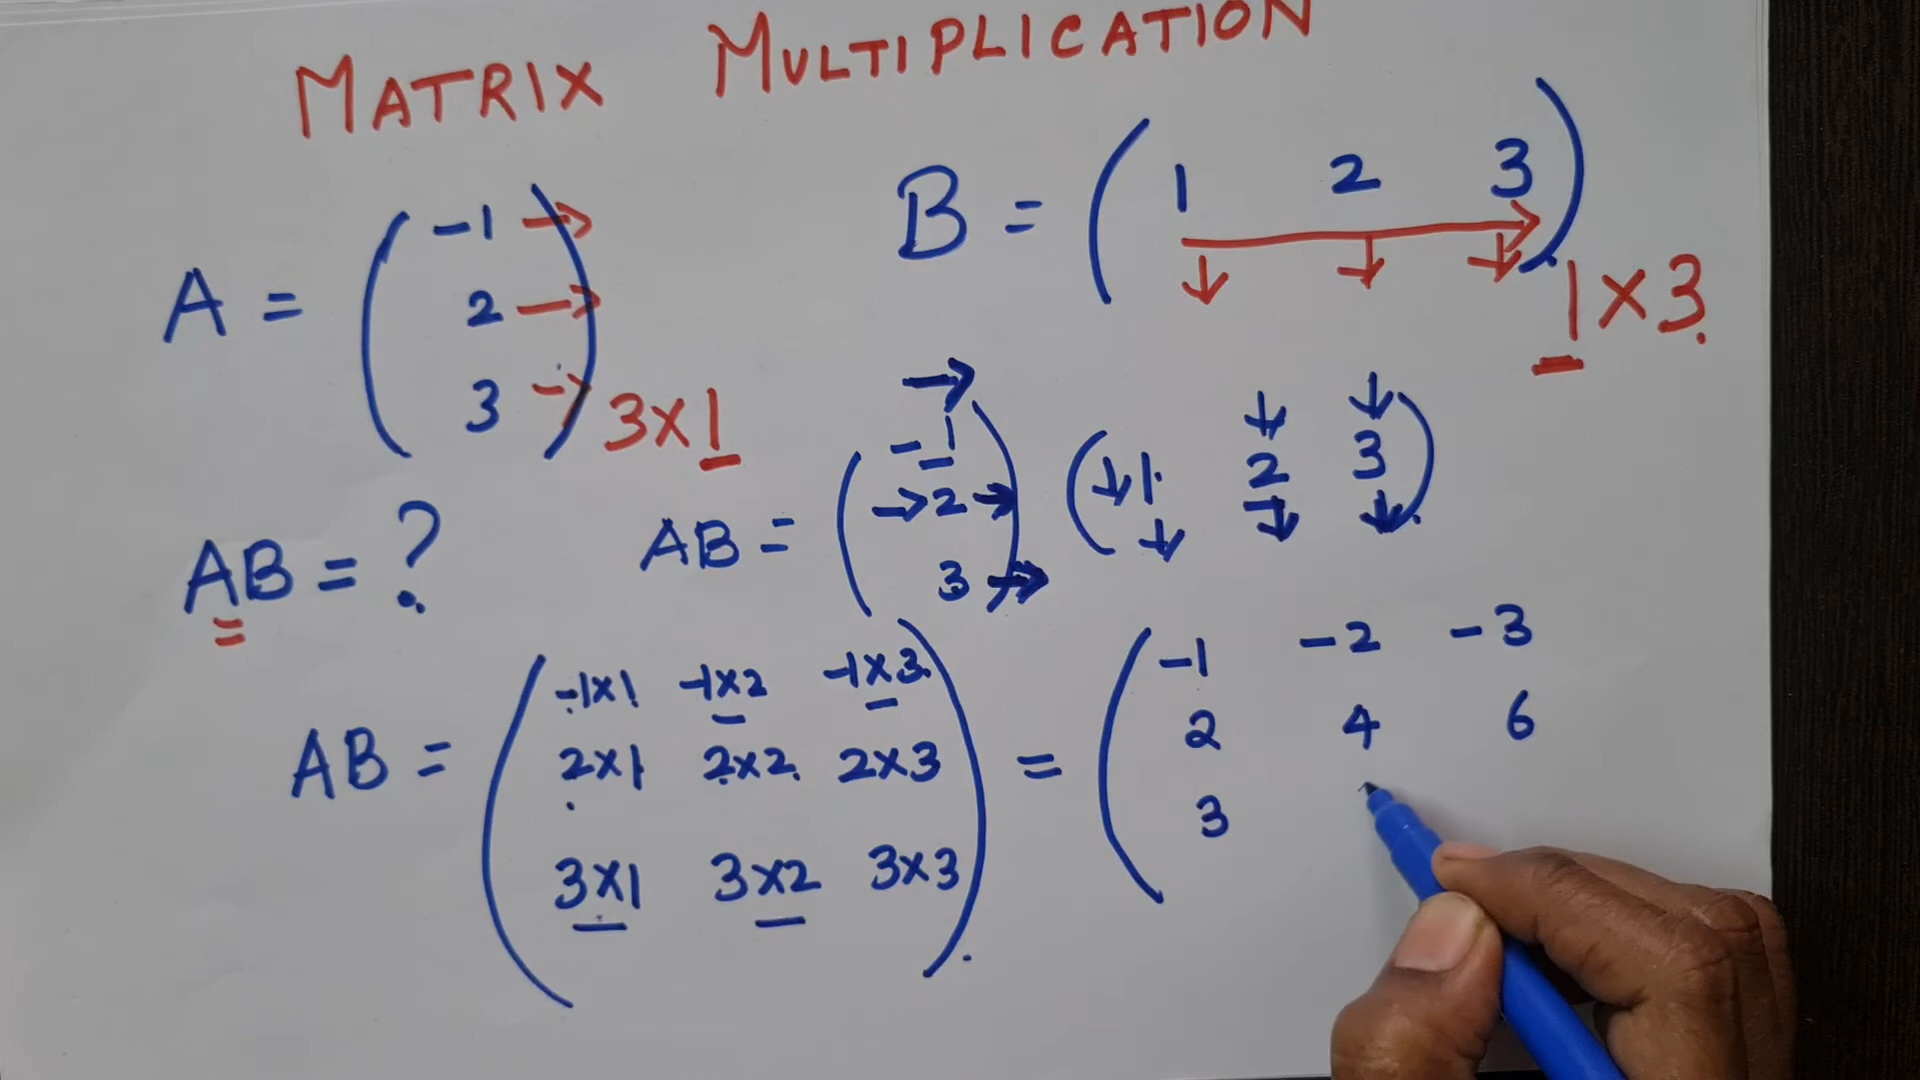 MATRIX MULTIPLICATION
A = ( -1 →
2 →
3 → ) 3×1
B = ( 1 2 3 ) 1×3
↓ ↓ ↓
AB = ?
AB = ( -1
→ 2 →
3 → ) ( ↓ 1 2 3 )
AB = ( -1×1 -1×2 -1×3
2×1 2×2 2×3
3×1 3×2 3×3 )
= ( -1 -2 -3
2 4 6
3